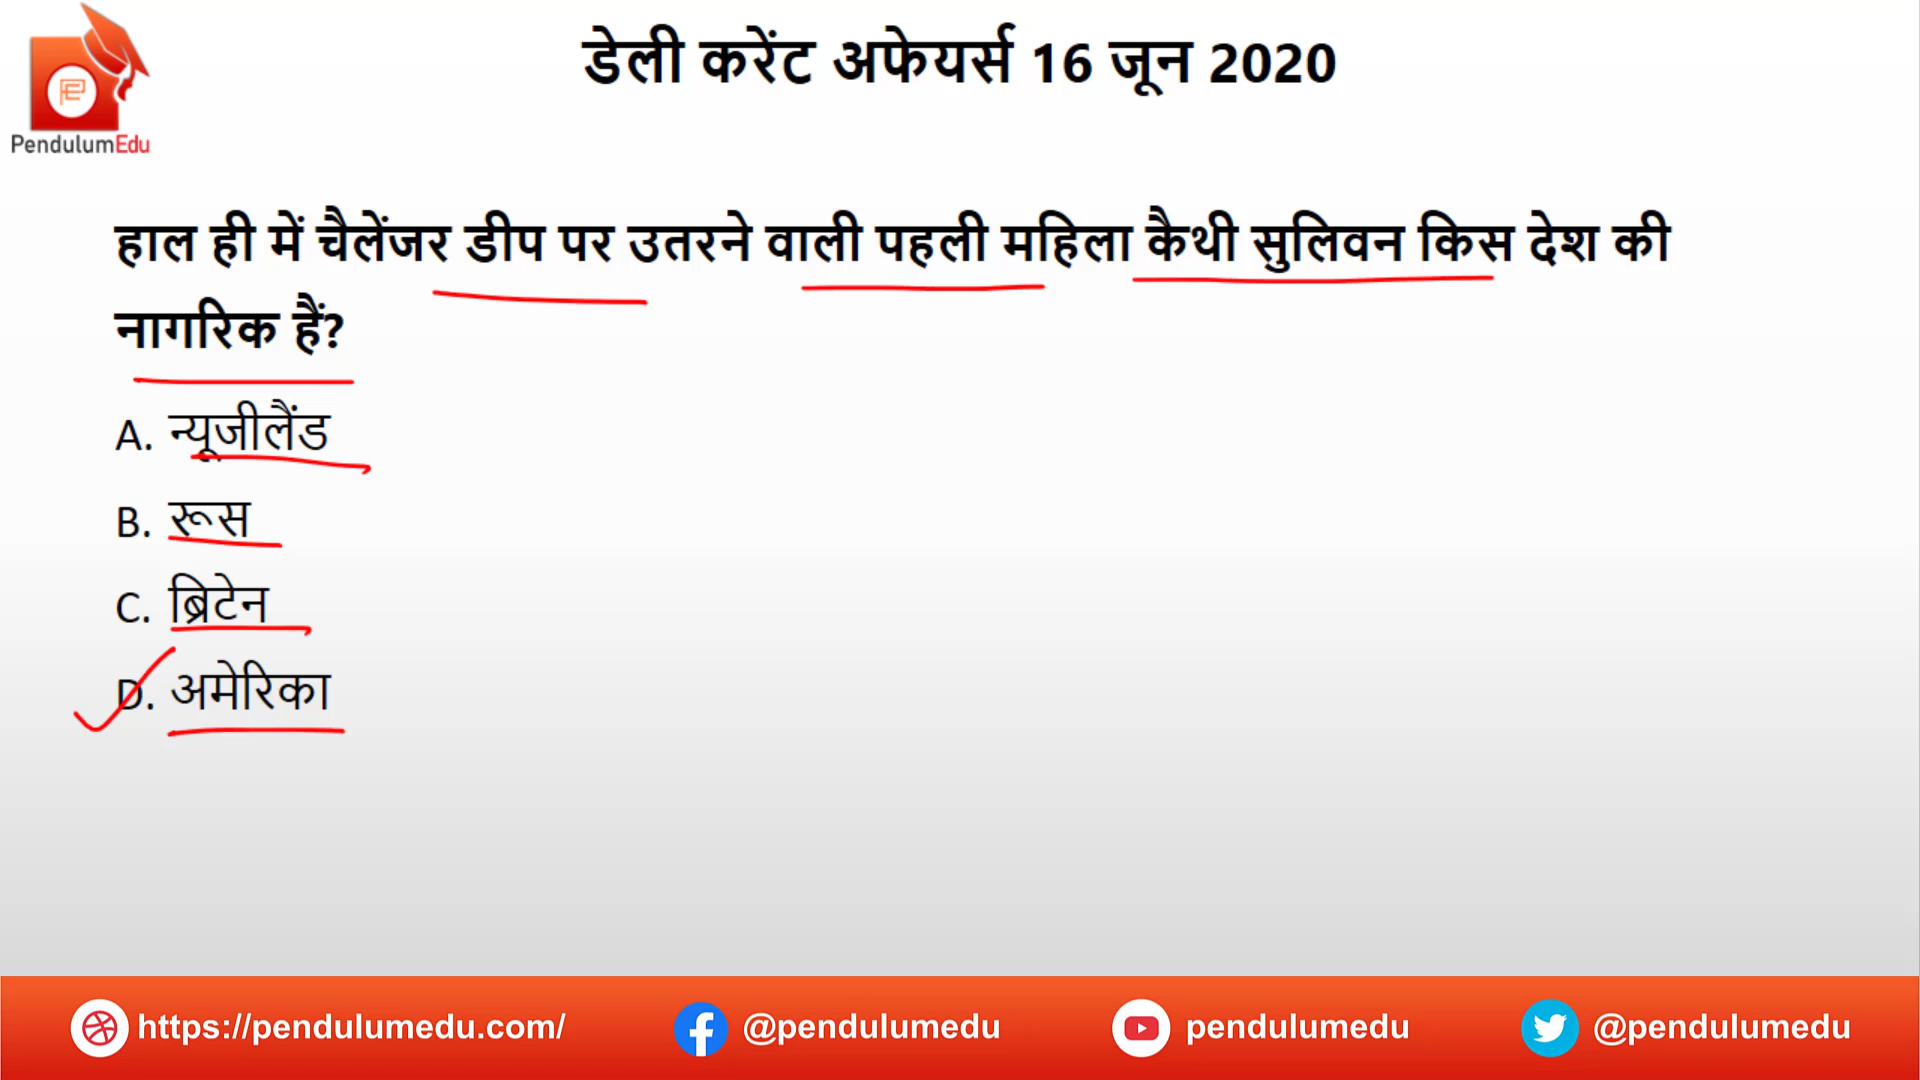 PendulumEdu
डेली करेंट अफेयर्स 16 जून 2020
हाल ही में चैलेंजर डीप पर उतरने वाली पहली महिला कैथी सुलिवन किस देश की
नागरिक हैं?
A. न्यूजीलैंड
B. रूस
C. ब्रिटेन
D. अमेरिका
https://pendulumedu.com/ @pendulumedu pendulumedu @pendulumedu